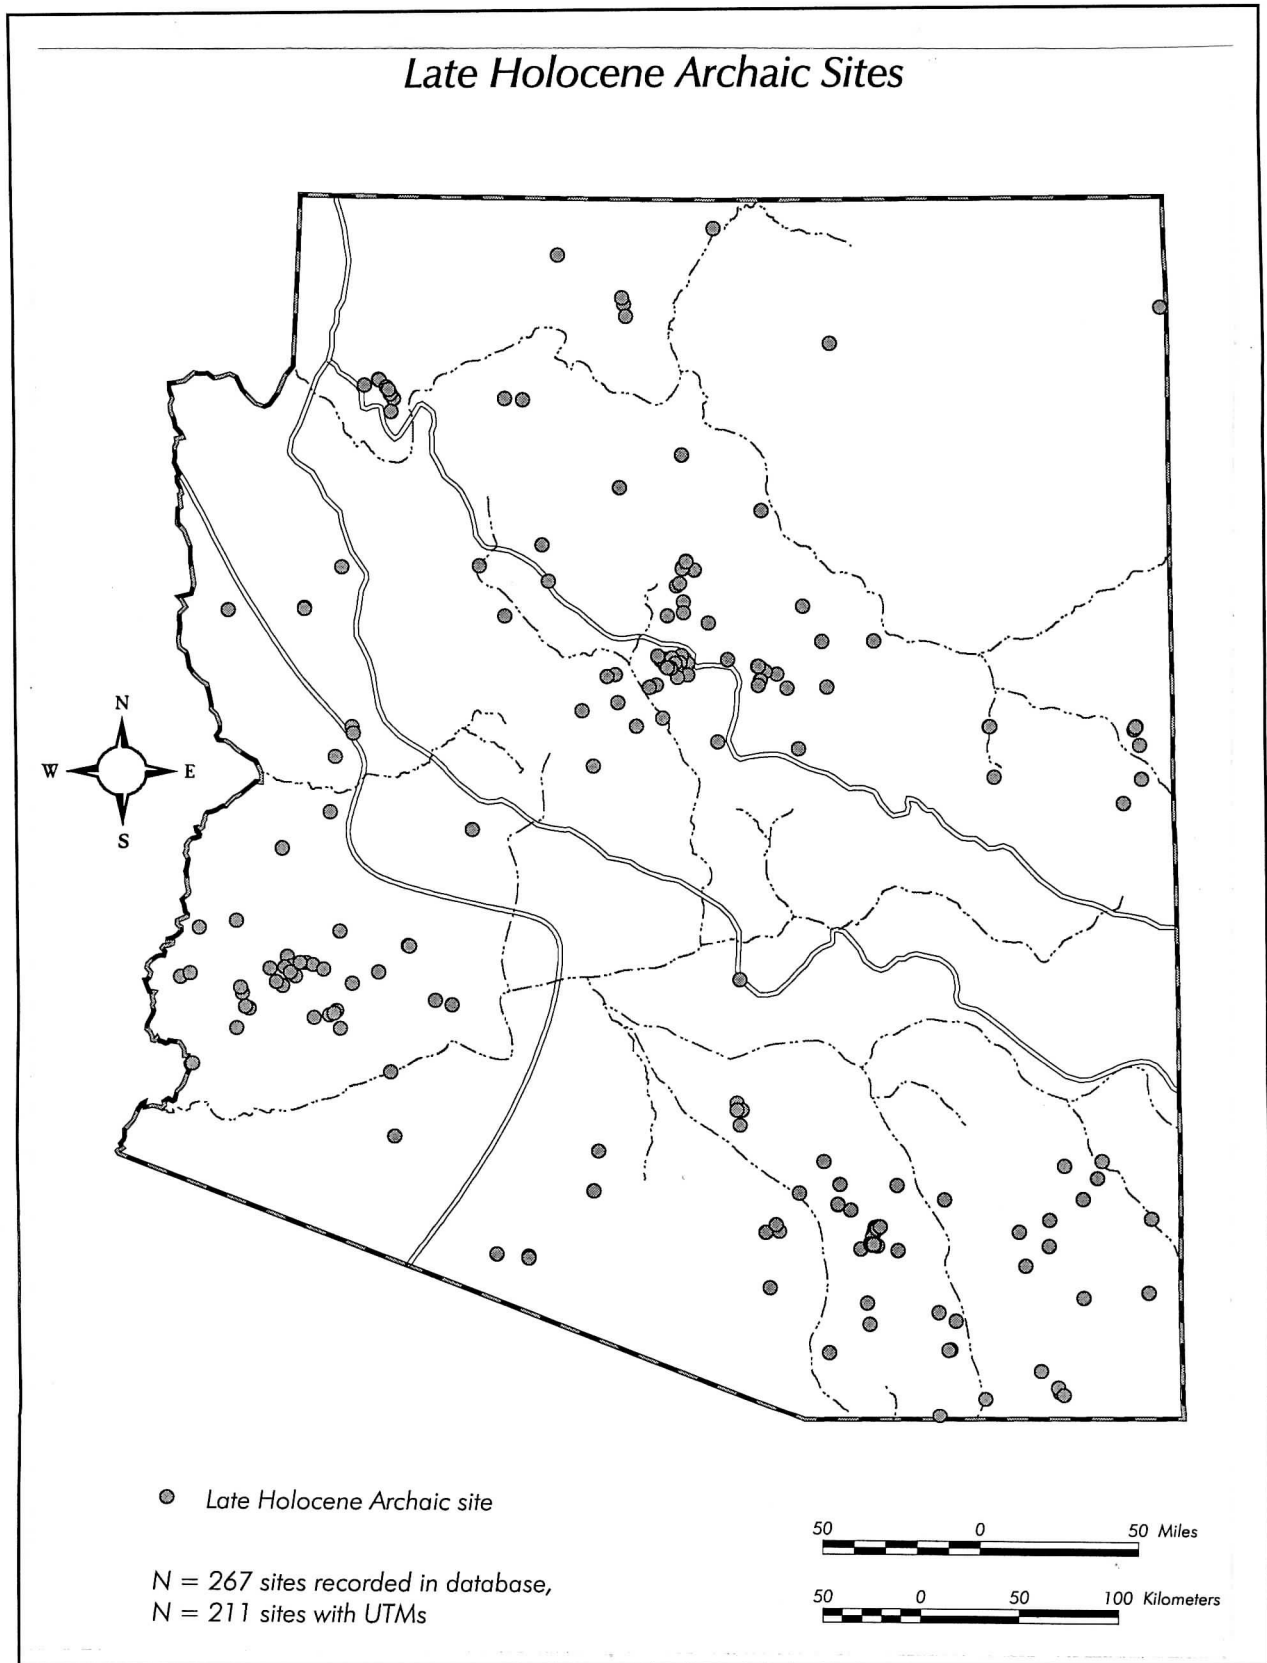 Late Holocene Archaic Sites
N
W E
S
Late Holocene Archaic site
50 0 50 Miles
N = 267 sites recorded in database,
N = 211 sites with UTMs
50 0 50 100 Kilometers